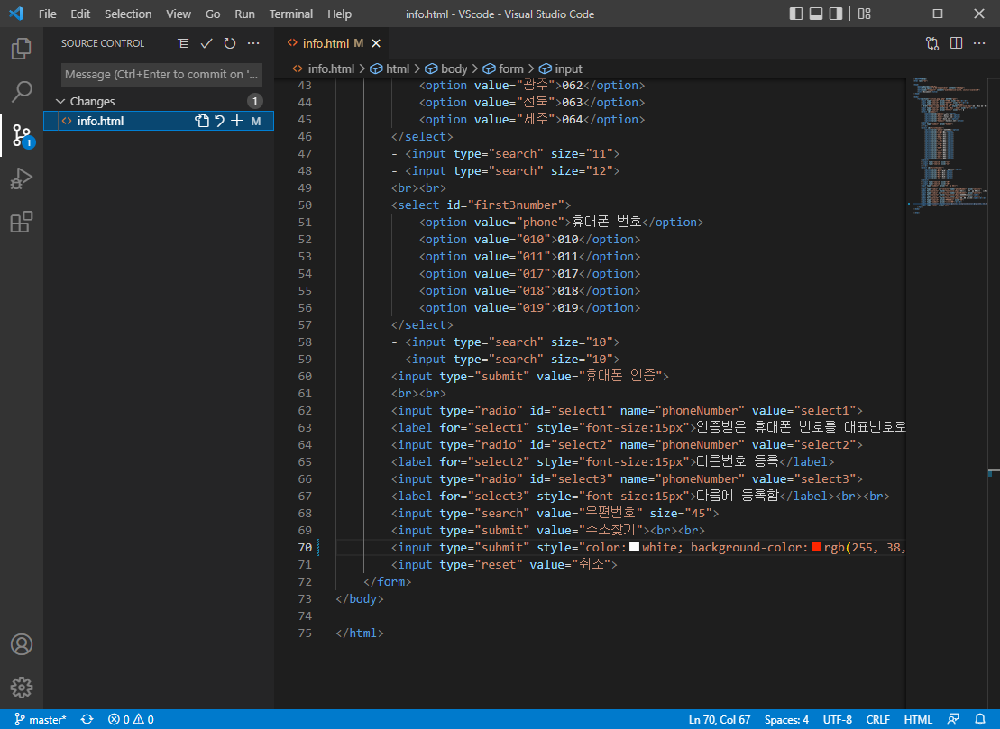 File Edit Selection View Go Run Terminal Help info.html - VScode - Visual Studio Code
SOURCE CONTROL
Message (Ctrl+Enter to commit on '...
Changes 1
info.html M
1
info.html M
info.html > html > body > form > input
43 <option value="광주">062</option>
44 <option value="전북">063</option>
45 <option value="제주">064</option>
46 </select>
47 - <input type="search" size="11">
48 - <input type="search" size="12">
49 <br><br>
50 <select id="first3number">
51 <option value="phone">휴대폰 번호</option>
52 <option value="010">010</option>
53 <option value="011">011</option>
54 <option value="017">017</option>
55 <option value="018">018</option>
56 <option value="019">019</option>
57 </select>
58 - <input type="search" size="10">
59 - <input type="search" size="10">
60 <input type="submit" value="휴대폰 인증">
61 <br><br>
62 <input type="radio" id="select1" name="phoneNumber" value="select1">
63 <label for="select1" style="font-size:15px">인증받은 휴대폰 번호를 대표번호로
64 <input type="radio" id="select2" name="phoneNumber" value="select2">
65 <label for="select2" style="font-size:15px">다른번호 등록</label>
66 <input type="radio" id="select3" name="phoneNumber" value="select3">
67 <label for="select3" style="font-size:15px">다음에 등록함</label><br><br>
68 <input type="search" value="우편번호" size="45">
69 <input type="submit" value="주소찾기"><br><br>
70 <input type="submit" style="color:white; background-color:rgb(255, 38,
71 <input type="reset" value="취소">
72 </form>
73 </body>
74
75 </html>
master* 0 0 Ln 70, Col 67 Spaces: 4 UTF-8 CRLF HTML